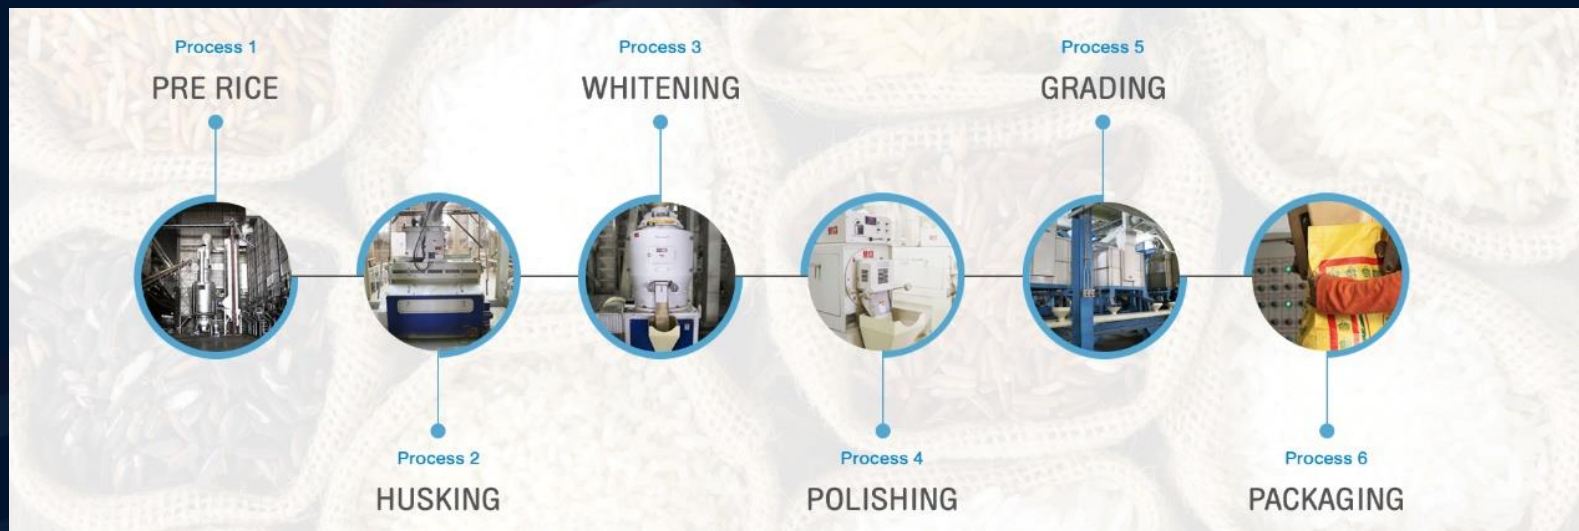 Process 1
PRE RICE
Process 2
HUSKING
Process 3
WHITENING
Process 4
POLISHING
Process 5
GRADING
Process 6
PACKAGING